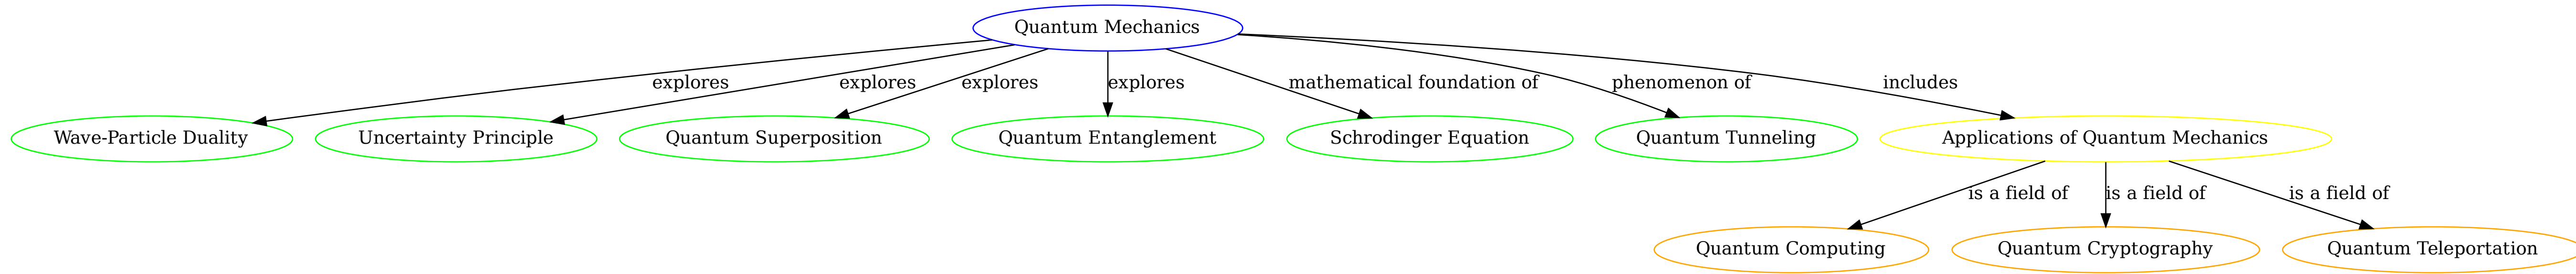 Quantum Mechanics
explores
explores
explores
explores
mathematical foundation of
phenomenon of
includes
Wave-Particle Duality
Uncertainty Principle
Quantum Superposition
Quantum Entanglement
Schrodinger Equation
Quantum Tunneling
Applications of Quantum Mechanics
is a field of
is a field of
is a field of
Quantum Computing
Quantum Cryptography
Quantum Teleportation